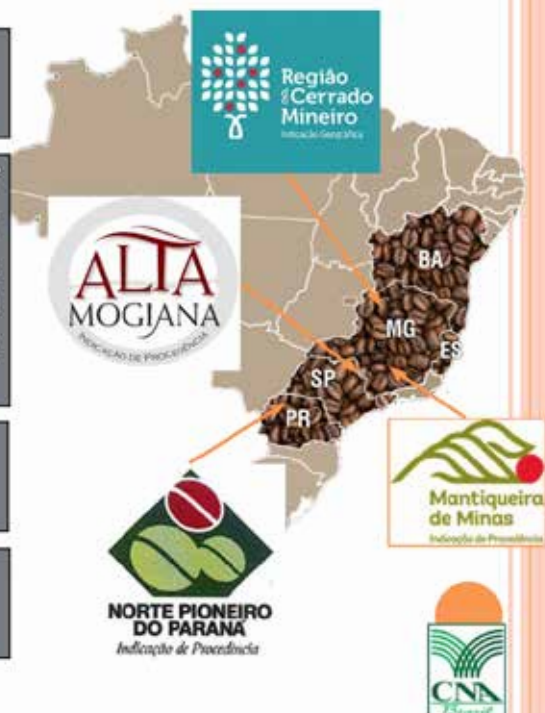 Região
do Cerrado
Mineiro
Indicação Geográfica
ALTA
MOGIANA
INDICAÇÃO DE PROCEDÊNCIA
BA
MG
ES
SP
PR
Mantiqueira
de Minas
Indicação de Procedência
NORTE PIONEIRO
DO PARANÁ
Indicação de Procedência
CNA
Brasil